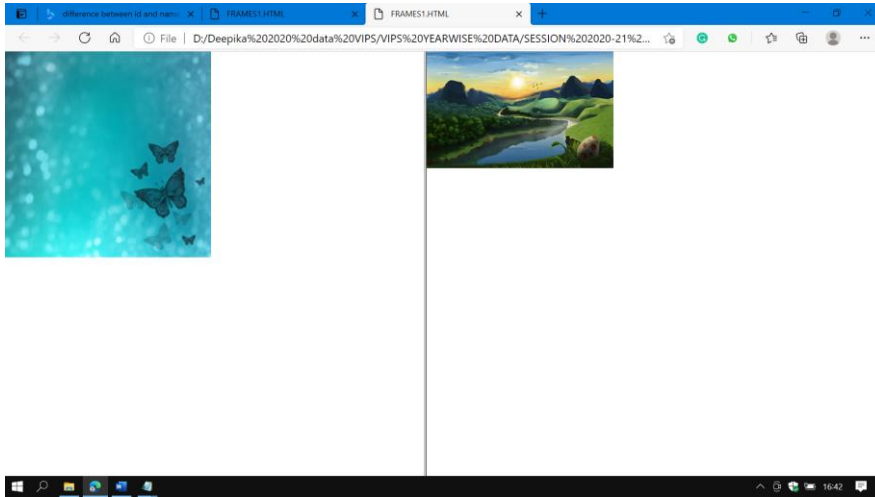 difference between id and name
FRAMES1.HTML
FRAMES1.HTML
File | D:/Deepika%202020%20data%20VIPS/VIPS%20YEARWISE%20DATA/SESSION%202020-21%2...
16:42